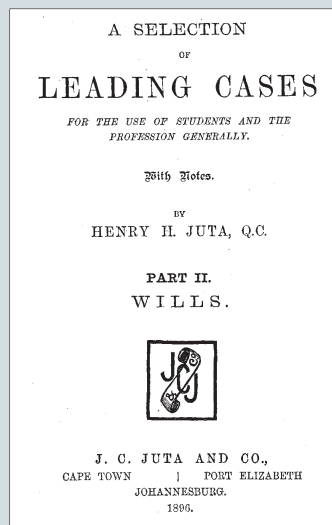 A SELECTION
OF
LEADING CASES
FOR THE USE OF STUDENTS AND THE
PROFESSION GENERALLY.
With Notes.
BY
HENRY H. JUTA, Q.C.
PART II.
WILLS.
J C & J
J. C. JUTA AND CO.,
CAPE TOWN | PORT ELIZABETH
JOHANNESBURG.
1896.